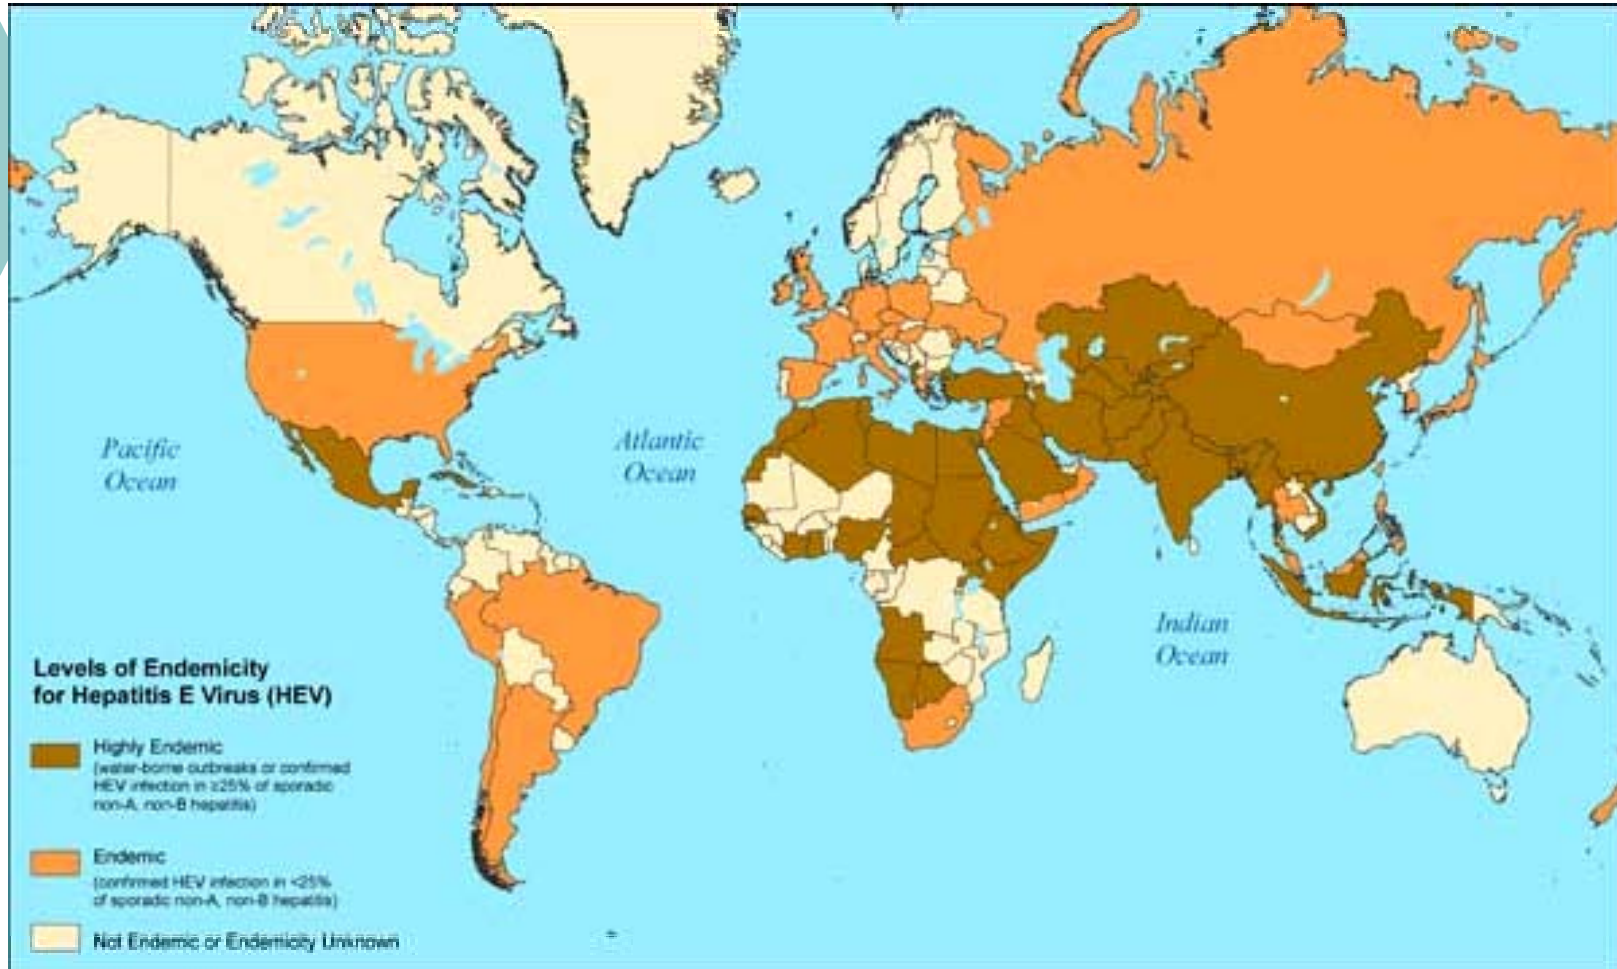 Pacific
Ocean
Atlantic
Ocean
Indian
Ocean
Levels of Endemicity
for Hepatitis E Virus (HEV)
Highly Endemic
(water-borne outbreaks or confirmed
HEV infection in ≥25% of sporadic
non-A, non-B hepatitis)
Endemic
(confirmed HEV infection in <25%
of sporadic non-A, non-B hepatitis)
Not Endemic or Endemicity Unknown